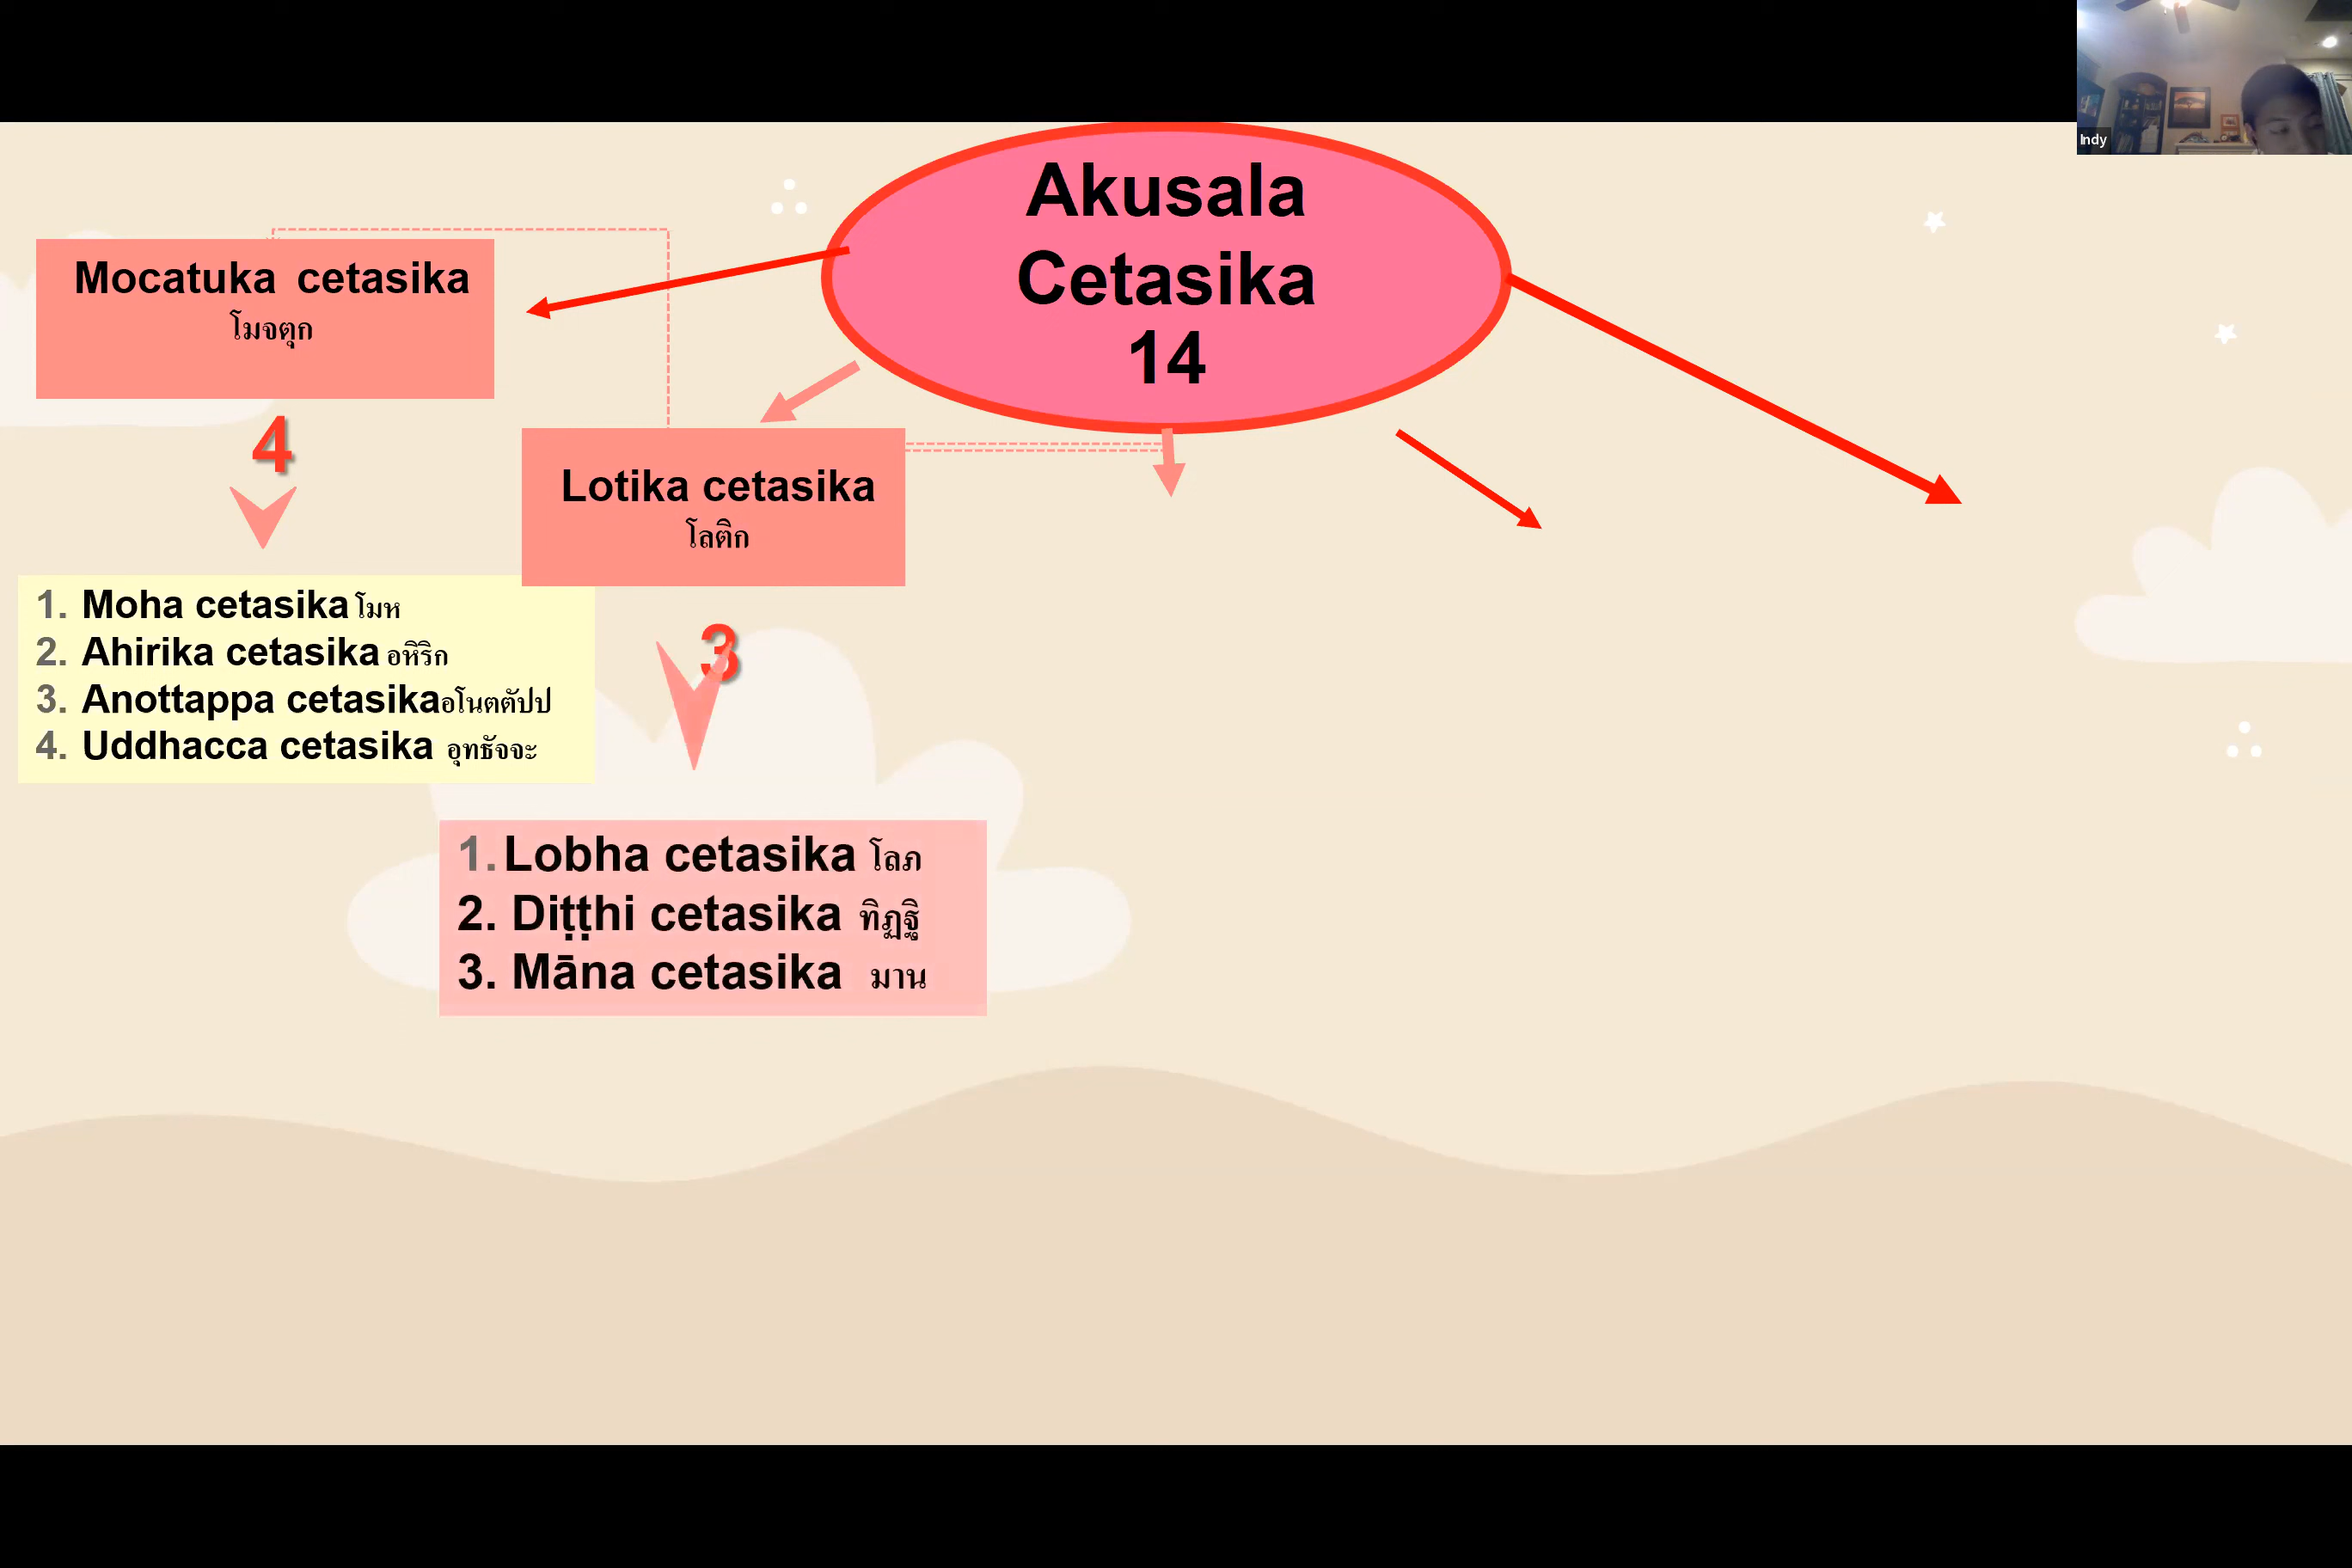 Akusala
Cetasika
14
Indy
Mocatuka cetasika
โมจตุก
4
1. Moha cetasika โมห
2. Ahirika cetasika อหิริก
3. Anottappa cetasikaอโนตตัปป
4. Uddhacca cetasika อุทธัจจะ
Lotika cetasika
โลติก
3
1. Lobha cetasika โลภ
2. Diṭṭhi cetasika ทิฏฐิ
3. Māna cetasika มาน